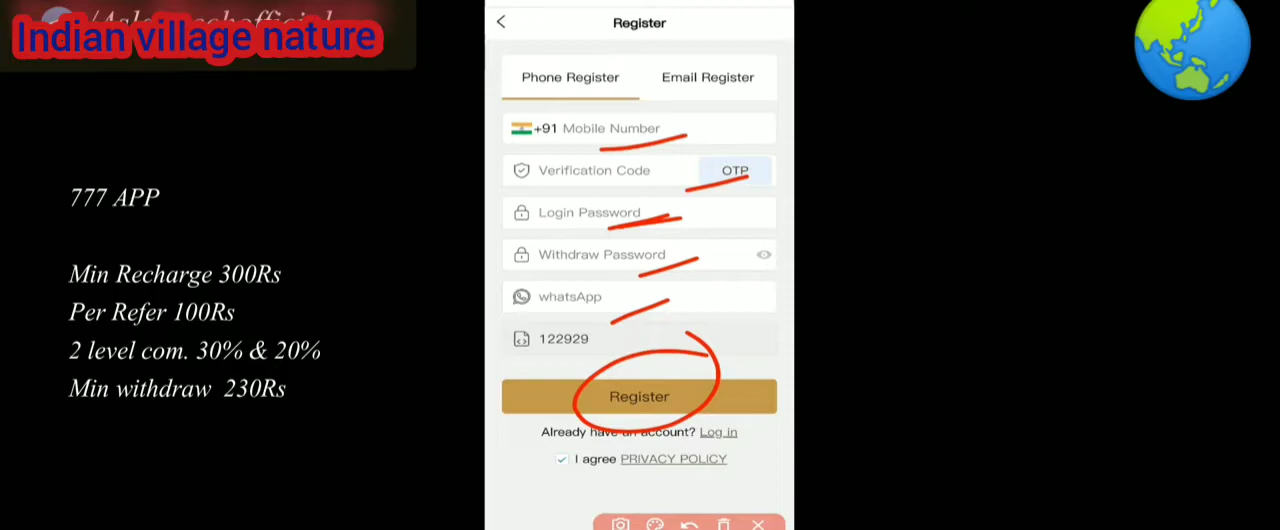 Indian village nature
777 APP
Min Recharge 300Rs
Per Refer 100Rs
2 level com. 30% & 20%
Min withdraw 230Rs
Register
Phone Register Email Register
+91 Mobile Number
Verification Code OTP
Login Password
Withdraw Password
whatsApp
122929
Register
Already have an account? Log in
I agree PRIVACY POLICY